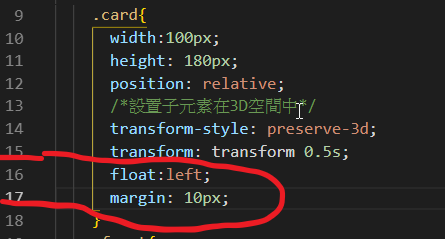 9 .card{
10 width:100px;
11 height: 180px;
12 position: relative;
13 /*設置子元素在3D空間中*/
14 transform-style: preserve-3d;
15 transform: transform 0.5s;
16 float:left;
17 margin: 10px;
18 }